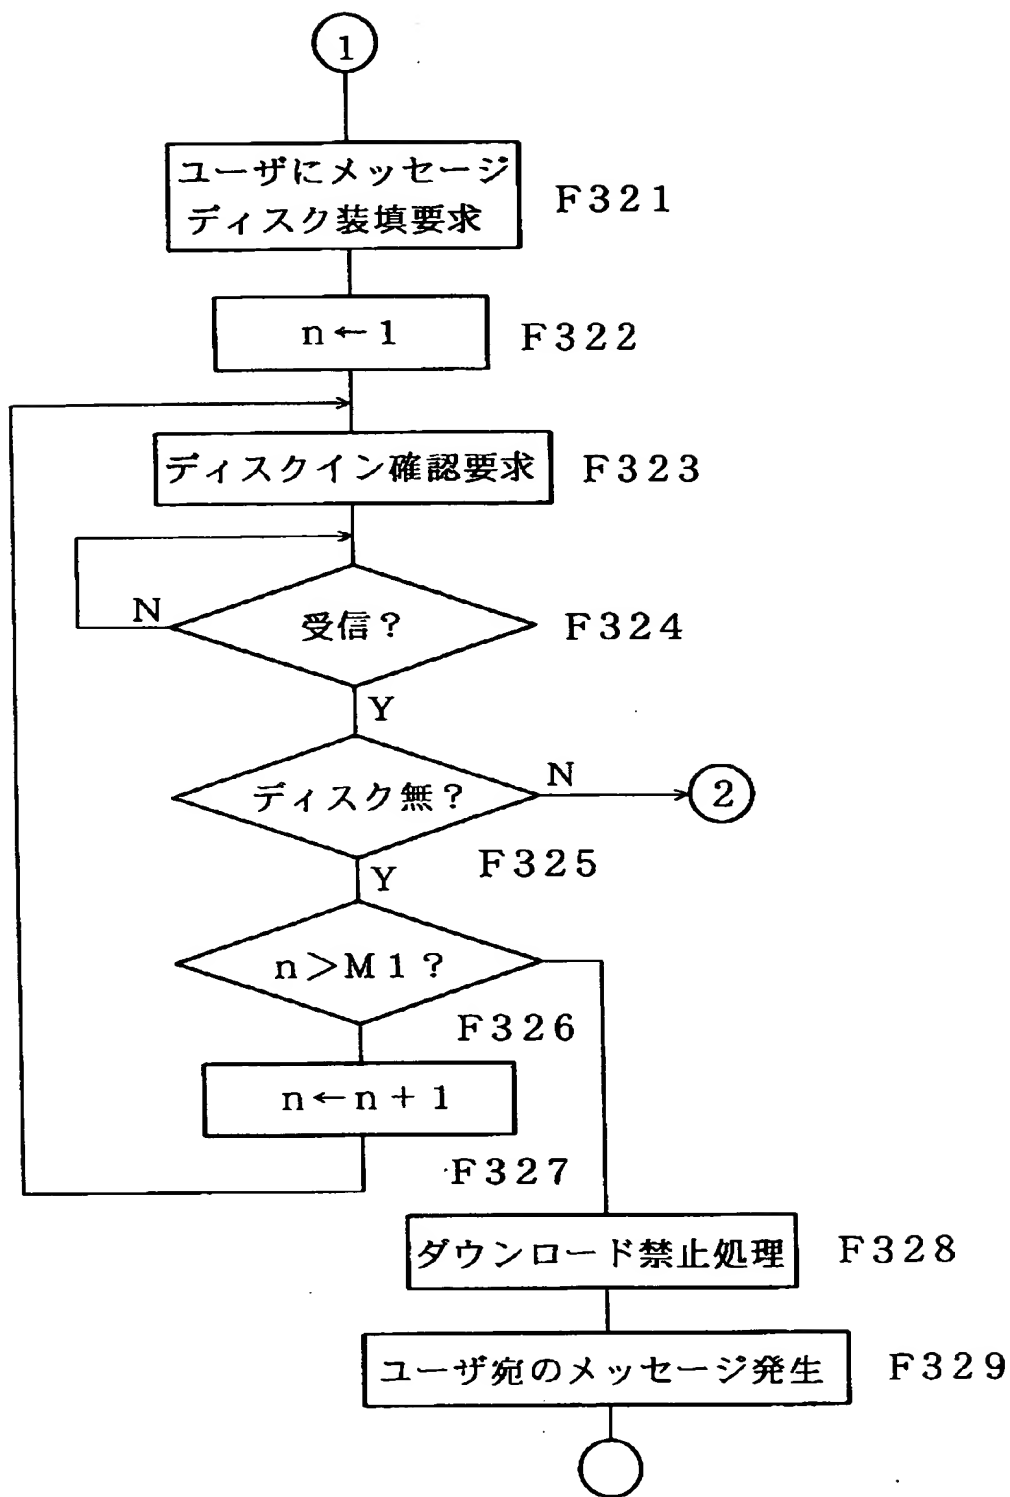 1
ユーザにメッセージ
ディスク装填要求
F321
n←1
F322
ディスクイン確認要求
F323
受信？
F324
N
Y
ディスク無？
N
2
F325
Y
n＞M1？
F326
n←n+1
F327
ダウンロード禁止処理
F328
ユーザ宛のメッセージ発生
F329